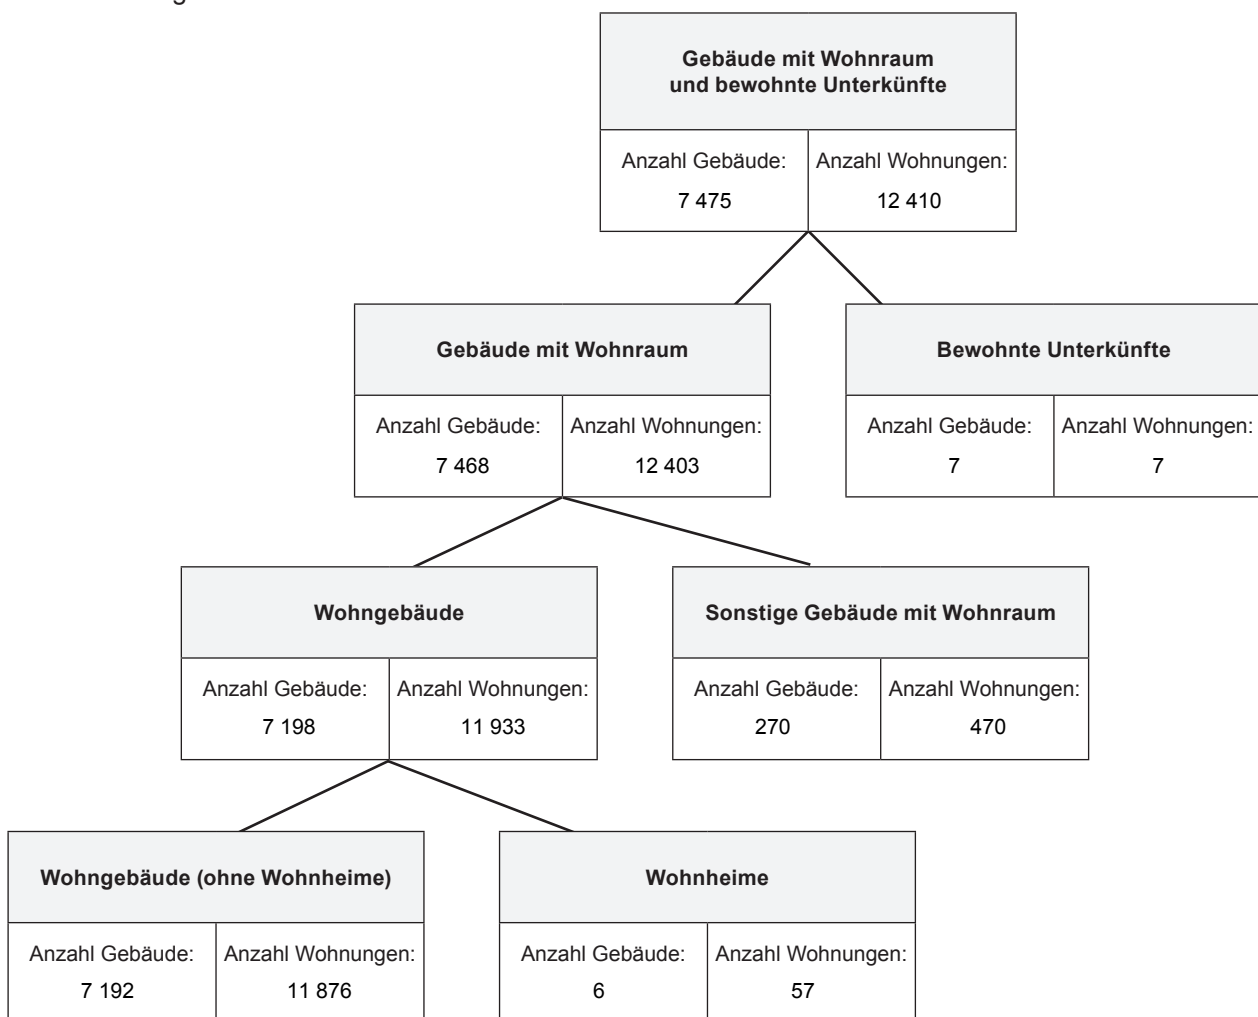 g
Gebäude mit Wohnraum
und bewohnte Unterkünfte
Anzahl Gebäude: Anzahl Wohnungen:
7 475 12 410
Gebäude mit Wohnraum Bewohnte Unterkünfte
Anzahl Gebäude: Anzahl Wohnungen: Anzahl Gebäude: Anzahl Wohnungen:
7 468 12 403 7 7
Wohngebäude Sonstige Gebäude mit Wohnraum
Anzahl Gebäude: Anzahl Wohnungen: Anzahl Gebäude: Anzahl Wohnungen:
7 198 11 933 270 470
Wohngebäude (ohne Wohnheime) Wohnheime
Anzahl Gebäude: Anzahl Wohnungen: Anzahl Gebäude: Anzahl Wohnungen:
7 192 11 876 6 57